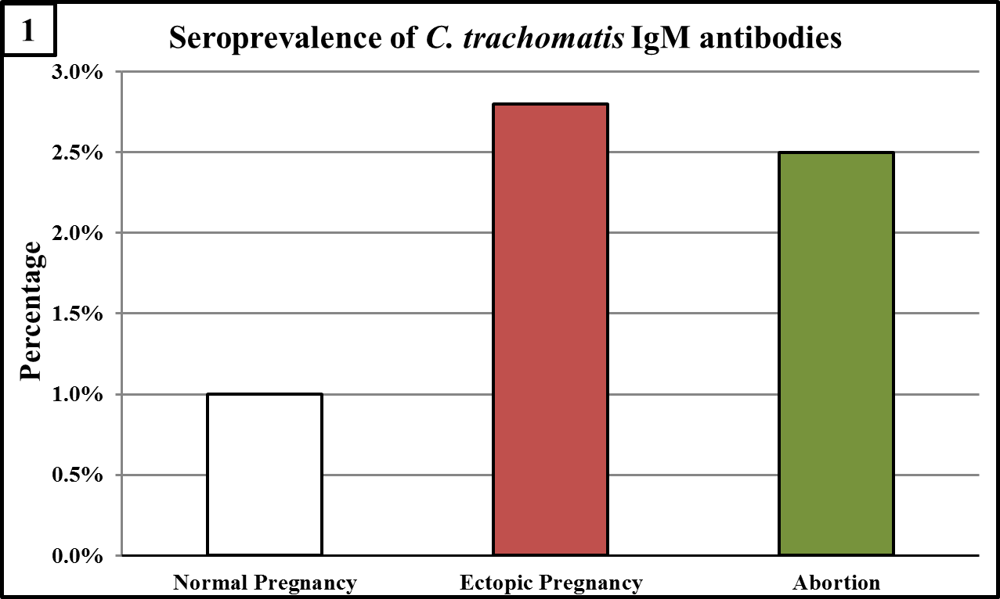 1
Seroprevalence of C. trachomatis IgM antibodies
Percentage
3.0%
2.5%
2.0%
1.5%
1.0%
0.5%
0.0%
Normal Pregnancy
Ectopic Pregnancy
Abortion